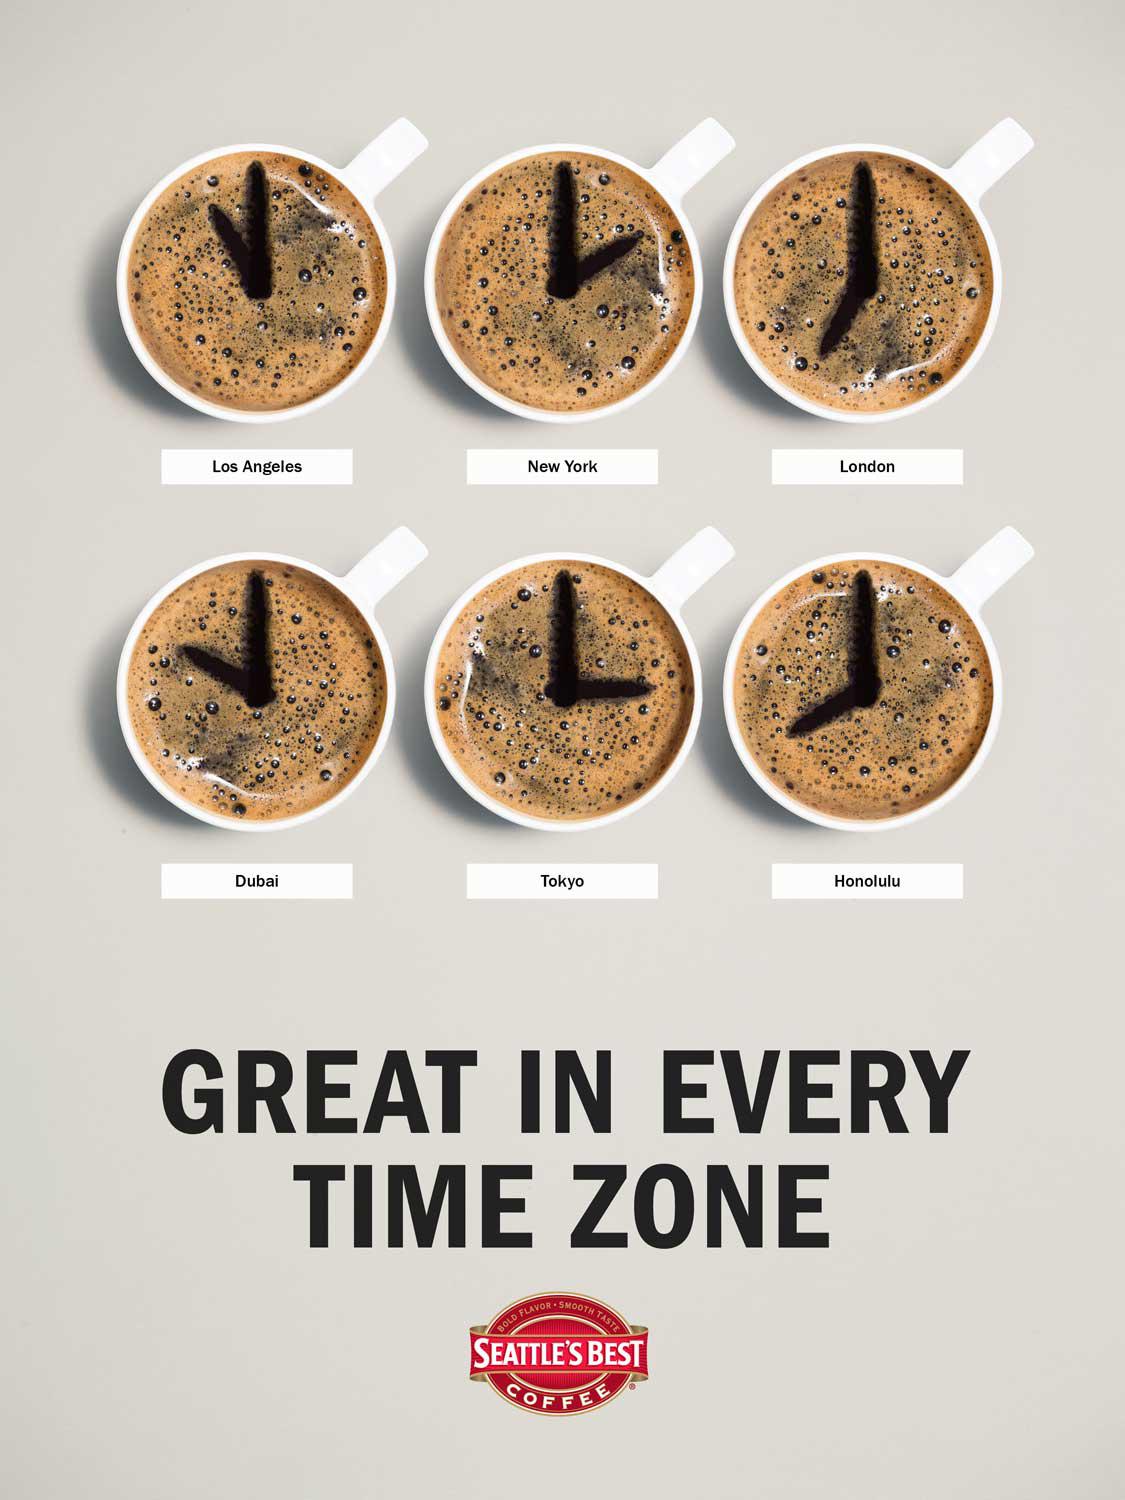 Los Angeles
New York
London
Dubai
Tokyo
Honolulu
GREAT IN EVERY
TIME ZONE
BOLD FLAVOR • SMOOTH TASTE
SEATTLE'S BEST
COFFEE®